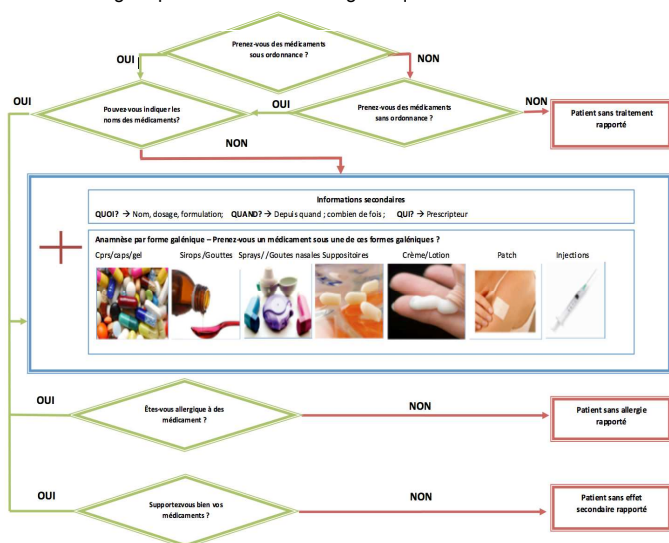 Prenez-vous des médicaments
sous ordonnance ?
OUI
NON
OUI
Pouvez-vous indiquer les
noms des médicaments?
OUI
Prenez-vous des médicaments
sans ordonnance ?
NON
Patient sans traitement
rapporté
NON
Informations secondaires
QUOI? → Nom, dosage, formulation; QUAND? → Depuis quand ; combien de fois ; QUI? → Prescripteur
Anamnèse par forme galénique – Prenez-vous un médicament sous une de ces formes galéniques ?
Cprs/caps/gel Sirops /Gouttes Sprays//Goutes nasales Suppositoires Crème/Lotion Patch Injections
OUI
Êtes-vous allergique à des
médicament ?
NON
Patient sans allergie
rapporté
OUI
Supportezvous bien vos
médicaments ?
NON
Patient sans effet
secondaire rapporté